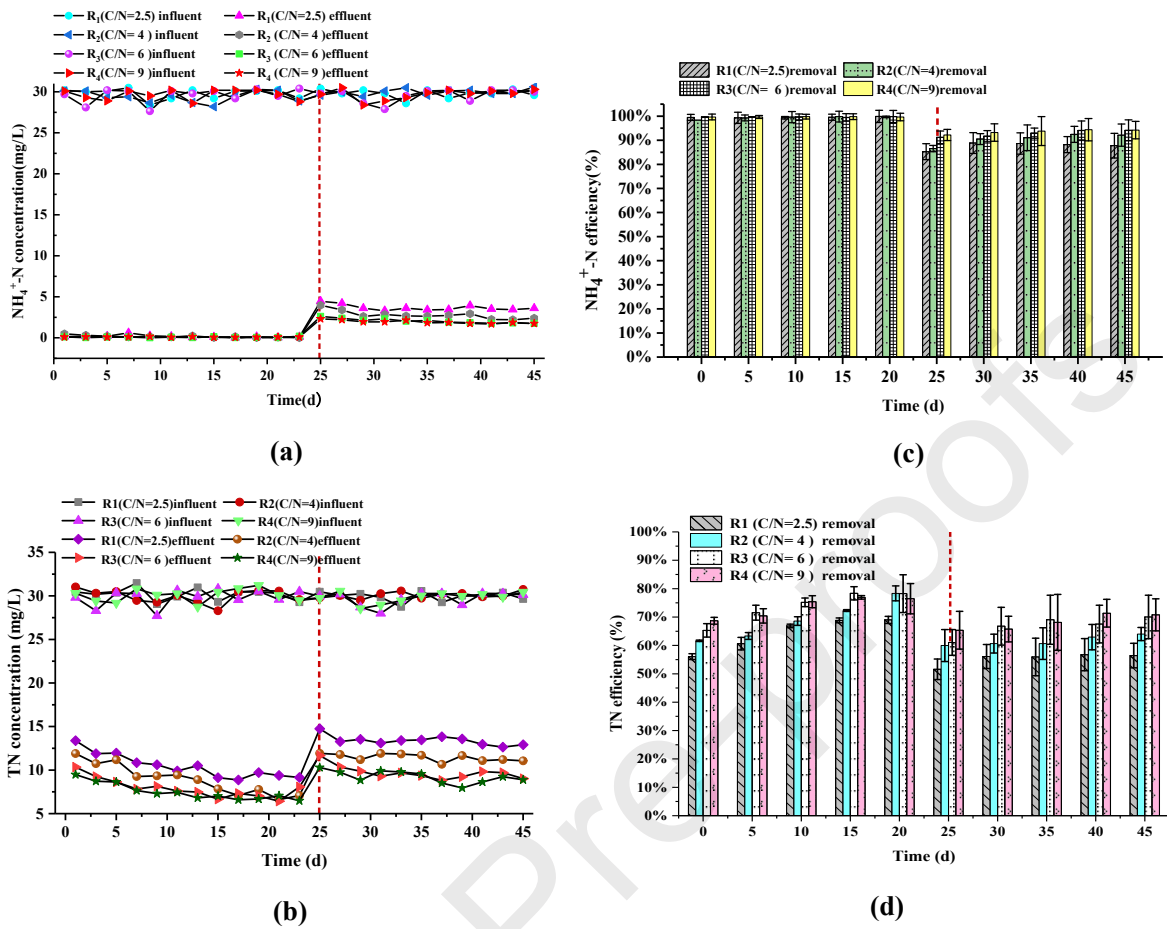 R₁(C/N=2.5) influent
R₁(C/N=2.5) effluent
R₂(C/N= 4 ) influent
R₂ (C/N= 4 ) effluent
R₃(C/N= 6 )influent
R₃ (C/N= 6 ) effluent
R₄(C/N= 9 )influent
R₄ (C/N= 9 ) effluent
NH₄⁺-N concentration(mg/L)
35
30
25
20
15
10
5
0
0 5 10 15 20 25 30 35 40 45
Time(d)
(a)
R1(C/N=2.5)removal
R2(C/N=4)removal
R3(C/N= 6 )removal
R4(C/N=9)removal
NH₄⁺-N efficiency(%)
100%
90%
80%
70%
60%
50%
40%
30%
20%
10%
0%
0 5 10 15 20 25 30 35 40 45
Time (d)
(c)
R1(C/N=2.5)influent
R2(C/N=4)influent
R3(C/N= 6 )influent
R4(C/N=9)influent
R1(C/N=2.5)effluent
R2(C/N=4)effluent
R3(C/N= 6 )effluent
R4(C/N=9)effluent
TN concentration (mg/L)
35
30
25
20
15
10
5
0 5 10 15 20 25 30 35 40 45
Time (d)
(b)
R1 (C/N=2.5) removal
R2 (C/N= 4 ) removal
R3 (C/N= 6 ) removal
R4 (C/N= 9 ) removal
TN efficiency (%)
100%
90%
80%
70%
60%
50%
40%
30%
20%
10%
0%
0 5 10 15 20 25 30 35 40 45
Time (d)
(d)
Pre-proofs